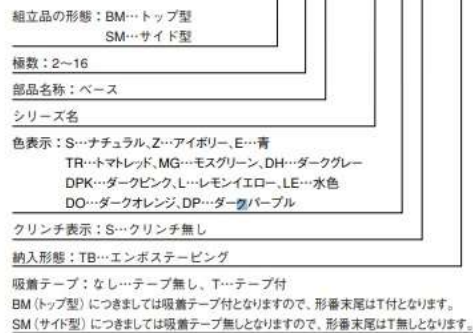 組立品の形態：BM…トップ型
SM…サイド型
極数：2〜16
部品名称：ベース
シリーズ名
色表示：S…ナチュラル、Z…アイボリー、E…青
TR…トマトレッド、MG…モスグリーン、DH…ダークグレー
DPK…ダークピンク、L…レモンイエロー、LE…水色
DO…ダークオレンジ、DP…ダークパープル
クリンチ表示：S…クリンチ無し
納入形態：TB…エンボステーピング
吸着テープ：なし…テープ無し、T…テープ付
BM（トップ型）につきましては吸着テープ付となりますので、形番末尾はT付となります。
SM（サイド型）につきましては吸着テープ無しとなりますので、形番末尾はT無しとなります